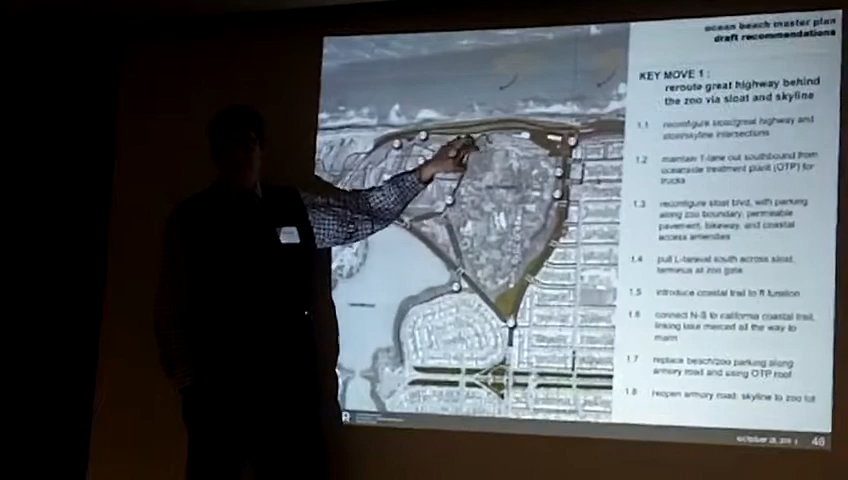 ocean beach master plan
draft recommendations
KEY MOVE 1 :
reroute great highway behind
the zoo via sloat and skyline
1.1 reconfigure sloat/great highway and
sloat/skyline intersections
1.2 maintain 1-lane out southbound from
oceanside treatment plant (OTP) for
trucks
1.3 reconfigure sloat blvd, with parking
along zoo boundary, permeable
pavement, bikeway, and coastal
access amenities
1.4 pull L-taraval south across sloat,
terminus at zoo gate
1.5 introduce coastal trail to ft funston
1.6 connect N-S to california coastal trail,
linking lake merced all the way to
marin
1.7 replace beach/zoo parking along
armory road and using OTP roof
1.8 reopen armory road: skyline to zoo lot
october
46